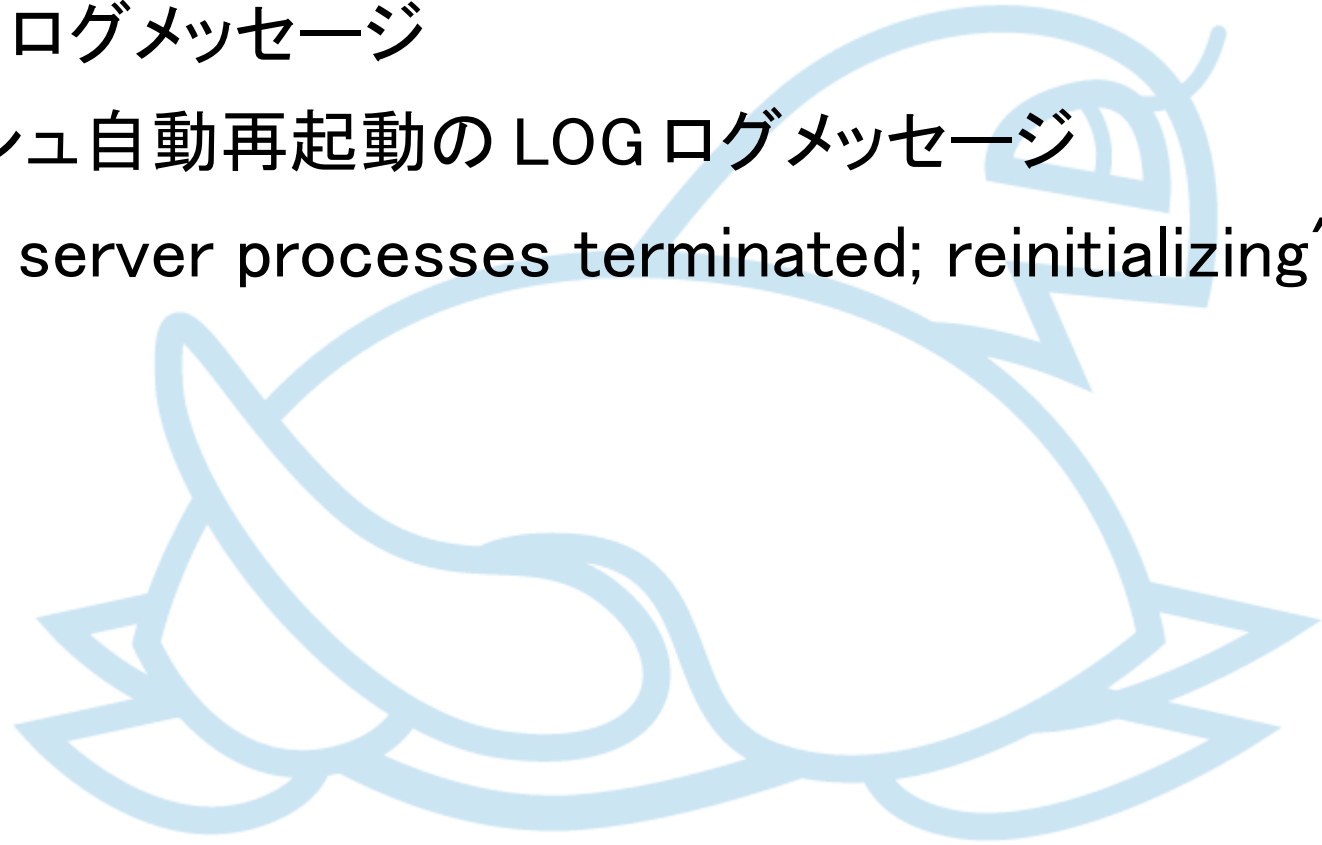 ログメッセージ
シュ自動再起動の LOG ログメッセージ
server processes terminated; reinitializing"